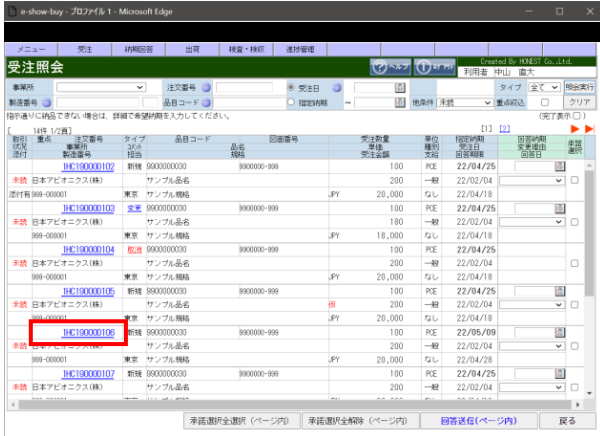 e-show-buy - プロファイル 1 - Microsoft Edge
メニュー 受注 納期回答 出荷 検査・検収 進捗管理
受注照会 ヘルプ Created By HONEST Co.,Ltd.
利用者 中山 直大
事業所 注文番号 受注日 タイプ 全て 照会実行
製造番号 品目コード 指定納期 ～ 他条件 未読 重点絞込 クリア
指示通りに納品できない場合は、詳細で希望納期を入力してください。 (完了表示)
[ 14件 1/2頁] [1] [2]
取引 重点 注文番号 タイプ 品目コード 図面番号 受注数量 単位 指定納期 回答納期 承諾
状況 事業所 コメント 品名 単価 種別 受注日 変更理由 選択
添付 製造番号 担当 規格 受注金額 支給 回答期限 回答日
1HC190000102 新規 9900000030 9900000-999 100 PCE 22/04/25
未読 日本アビオニクス(株) サンプル品名 200 一般 22/02/04
添付有 999-000001 東京 サンプル規格 JPY 20,000 なし 22/04/18
1HC190000103 変更 9900000030 9900000-999 100 PCE 22/04/25
未読 日本アビオニクス(株) サンプル品名 180 一般 22/02/04
999-000001 東京 サンプル規格 JPY 18,000 なし 22/04/18
1HC190000104 取消 9900000030 9900000-999 100 PCE 22/04/25
未読 日本アビオニクス(株) サンプル品名 200 一般 22/02/04
999-000001 東京 サンプル規格 JPY 20,000 なし 22/04/18
1HC190000105 新規 9900000030 9900000-999 100 PCE 22/04/25
未読 日本アビオニクス(株) サンプル品名 仮 200 一般 22/02/04
999-000001 東京 サンプル規格 JPY 20,000 なし 22/04/18
1HC190000106 新規 9900000030 9900000-999 100 PCE 22/05/09
未読 日本アビオニクス(株) サンプル品名 200 一般 22/02/04
999-000001 東京 サンプル規格 JPY 20,000 なし 22/04/28
1HC190000107 新規 9900000030 9900000-999 100 PCE 22/04/25
未読 日本アビオニクス(株) サンプル品名 200 一般 22/02/04
承諾選択全選択（ページ内） 承諾選択全解除（ページ内） 回答送信(ページ内) 戻る